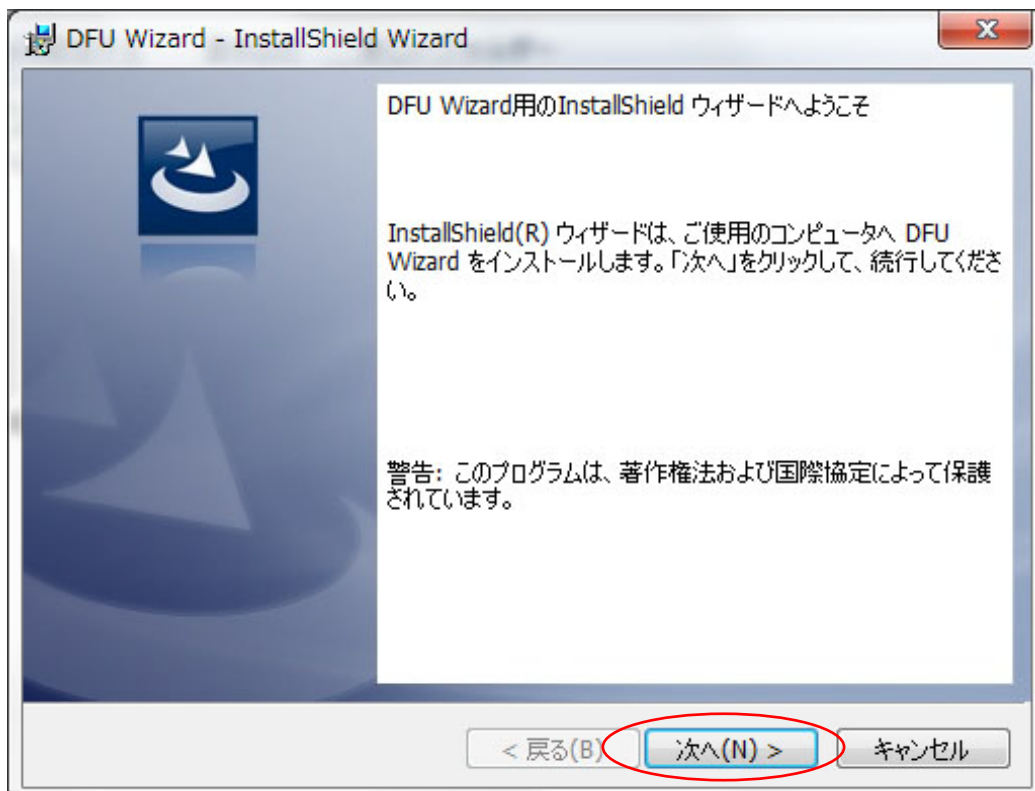 DFU Wizard - InstallShield Wizard
DFU Wizard用のInstallShield ウィザードへようこそ
InstallShield(R) ウィザードは、ご使用のコンピュータへ DFU
Wizard をインストールします。「次へ」をクリックして、続行してくださ
い。
警告: このプログラムは、著作権法および国際協定によって保護
されています。
< 戻る(B)
次へ(N) >
キャンセル